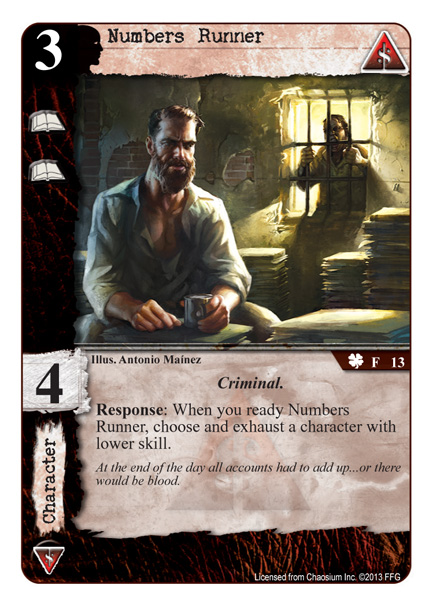 3
Numbers Runner
Illus. Antonio Maínez
F 13
4
Criminal.
Response: When you ready Numbers
Runner, choose and exhaust a character with
lower skill.
At the end of the day all accounts had to add up...or there
would be blood.
Character
Licensed from Chaosium Inc. ©2013 FFG